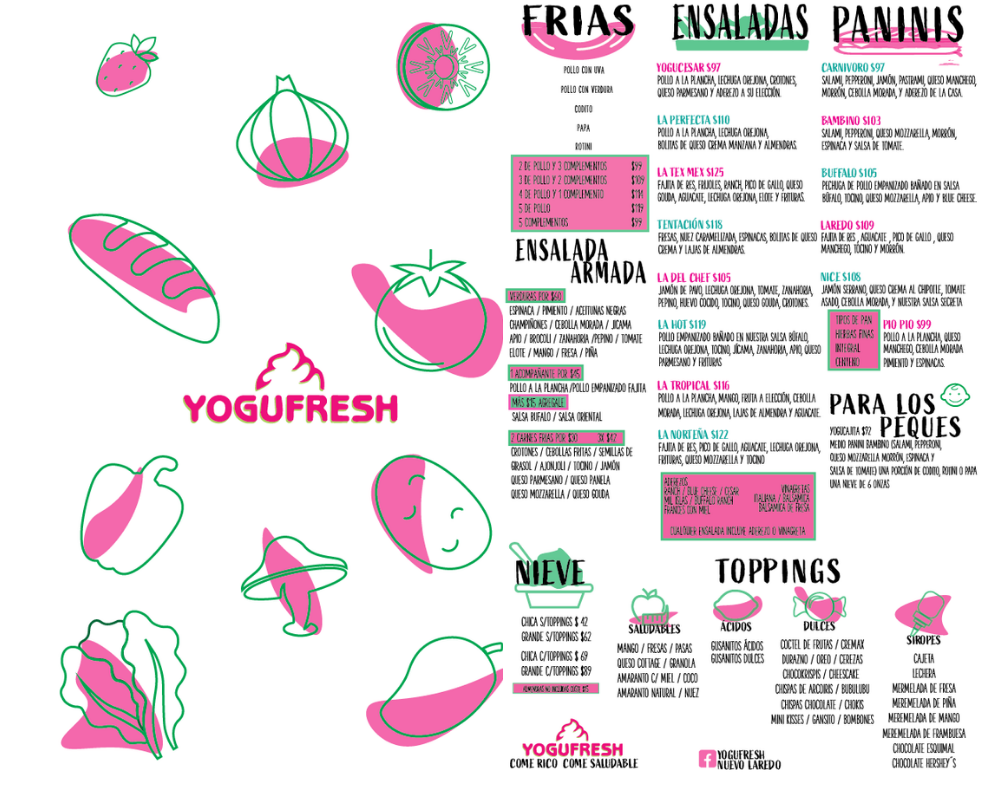 YOGUFRESH
FRIAS
POLLO CON UVA
POLLO CON VERDURA
CODITO
PAPA
ROTINI
2 DE POLLO Y 3 COMPLEMENTOS $99
3 DE POLLO Y 2 COMPLEMENTOS $109
4 DE POLLO Y 1 COMPLEMENTO $114
5 DE POLLO $119
5 COMPLEMENTOS $99
ENSALADA
ARMADA
VERDURAS POR $60
ESPINACA / PIMIENTO / ACEITUNAS NEGRAS
CHAMPIÑONES / CEBOLLA MORADA / JICAMA
APIO / BROCOLI / ZANAHORIA /PEPINO / TOMATE
ELOTE / MANGO / FRESA / PIÑA
1 ACOMPAÑANTE POR $45
POLLO A LA PLANCHA /POLLO EMPANIZADO FAJITA
MÁS $15 AGREGALE
SALSA BUFALO / SALSA ORIENTAL
2 CARNES FRIAS POR $30 3X $42
CROTONES / CEBOLLAS FRITAS / SEMILLAS DE
GIRASOL / AJONJOLI / TOCINO / JAMÓN
QUESO PARMESANO / QUESO PANELA
QUESO MOZZARELLA / QUESO GOUDA
ENSALADAS
YOGUCESAR $97
POLLO A LA PLANCHA, LECHUGA OREJONA, CROTONES,
QUESO PARMESANO Y ADEREZO A SU ELECCIÓN.
LA PERFECTA $110
POLLO A LA PLANCHA, LECHUGA OREJONA,
BOLITAS DE QUESO CREMA MANZANA Y ALMENDRAS.
LA TEX MEX $125
FAJITA DE RES, FRIJOLES, RANCH, PICO DE GALLO, QUESO
GOUDA, AGUACATE, LECHUGA OREJONA, ELOTE Y FRITURAS.
TENTACIÓN $118
FRESAS, NUEZ CARAMELIZADA, ESPINACAS, BOLITAS DE QUESO
CREMA Y LAJAS DE ALMENDRAS.
LA DEL CHEF $105
JAMÓN DE PAVO, LECHUGA OREJONA, TOMATE, ZANAHORIA,
PEPINO, HUEVO COCIDO, TOCINO, QUESO GOUDA, CROTONES.
LA HOT $119
POLLO EMPANIZADO BAÑADO EN NUESTRA SALSA BÚFALO,
LECHUGA OREJONA, TOCINO, JÍCAMA, ZANAHORIA, APIO, QUESO
PARMESANO Y FRITURAS
LA TROPICAL $116
POLLO A LA PLANCHA, MANGO, FRUTA A ELECCIÓN, CEBOLLA
MORADA, LECHUGA OREJONA, LAJAS DE ALMENDRA Y AGUACATE.
LA NORTEÑA $122
FAJITA DE RES, PICO DE GALLO, AGUACATE, LECHUGA OREJONA,
FRITURAS, QUESO MOZZARELLA Y TOCINO
ADEREZOS
RANCH / BLUE CHEESE / CESAR
MIL ISLAS / BUFFALO RANCH
FRANCES CON MIEL
VINAGRETAS
ITALIANA / BALSAMICA
BALSAMICA DE FRESA
CUALQUIER ENSALADA INCLUYE ADEREZO O VINAGRETA
PANINIS
CARNIVORO $97
SALAMI, PEPPERONI, JAMÓN, PASTRAMI, QUESO MANCHEGO,
MORRÓN, CEBOLLA MORADA, Y ADEREZO DE LA CASA.
BAMBINO $103
SALAMI, PEPPERONI, QUESO MOZZARELLA, MORRÓN,
ESPINACA Y SALSA DE TOMATE.
BUFFALO $105
PECHUGA DE POLLO EMPANIZADO BAÑADO EN SALSA
BÚFALO, TOCINO, QUESO MOZZARELLA, APIO Y BLUE CHEESE.
LAREDO $109
FAJITA DE RES , AGUACATE , PICO DE GALLO , QUESO
MANCHEGO, TOCINO Y MORRÓN.
NICE $108
JAMÓN SERRANO, QUESO CREMA AL CHIPOTLE, TOMATE
ASADO, CEBOLLA MORADA, Y NUESTRA SALSA SECRETA
TIPOS DE PAN
HIERBAS FINAS
INTEGRAL
CENTENO
PIO PIO $99
POLLO A LA PLANCHA, QUESO
MANCHEGO, CEBOLLA MORADA
PIMIENTO Y ESPINACAS.
PARA LOS
PEQUES
YOGUCAJITA $72
MEDIO PANINI BAMBINO (SALAMI, PEPPERONI,
QUESO MOZZARELLA MORRÓN, ESPINACA Y
SALSA DE TOMATE) UNA PORCIÓN DE CODITO, ROTINI O PAPA
UNA NIEVE DE 6 ONZAS
NIEVE
CHICA S/TOPPINGS $ 42
GRANDE S/TOPPINGS $62
CHICA C/TOPPINGS $ 69
GRANDE C/TOPPINGS $89
TOPPINGS
SALUDABLES
MANGO / FRESAS / PASAS
QUESO COTTAGE / GRANOLA
AMARANTO C/ MIEL / COCO
AMARANTO NATURAL / NUEZ
ACIDOS
GUSANITOS ÁCIDOS
GUSANITOS DULCES
DULCES
COCTEL DE FRUTAS / CREMAX
DURAZNO / OREO / CEREZAS
CHOCOKRISPIS / CHEESCAKE
CHISPAS DE ARCOIRIS / BUBULUBU
CHISPAS CHOCOLATE / CHOKIS
MINI KISSES / GANSITO / BOMBONES
SIROPES
CAJETA
LECHERA
MERMELADA DE FRESA
MEREMELADA DE PIÑA
MEREMELADA DE MANGO
MEREMELADA DE FRAMBUESA
CHOCOLATE ESQUIMAL
CHOCOLATE HERSHEY´S
YOGUFRESH
COME RICO COME SALUDABLE
YOGUFRESH
NUEVO LAREDO